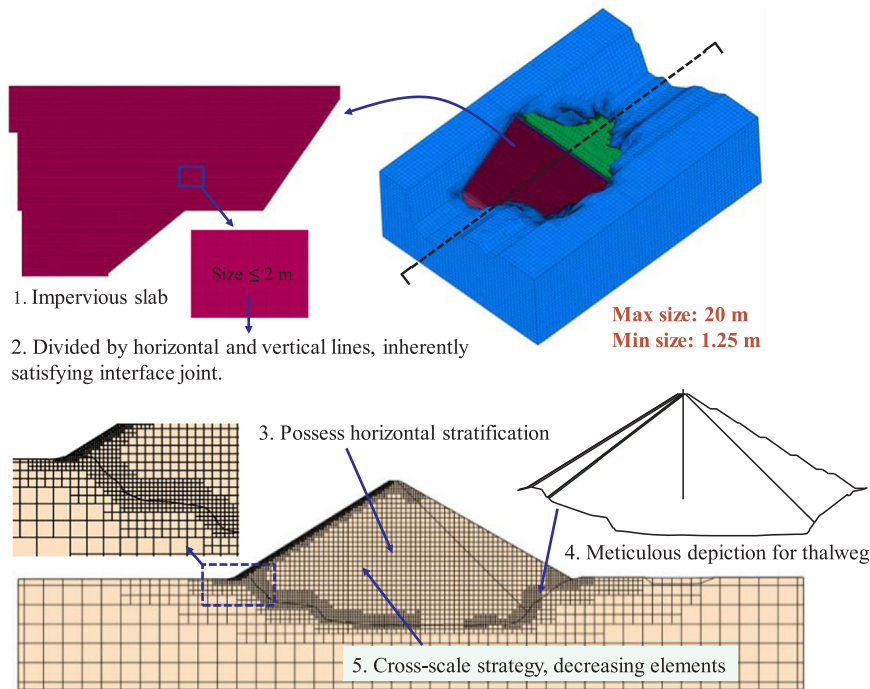 Size ≤ 2 m
1. Impervious slab
Max size: 20 m
Min size: 1.25 m
2. Divided by horizontal and vertical lines, inherently
satisfying interface joint.
3. Possess horizontal stratification
4. Meticulous depiction for thalweg
5. Cross-scale strategy, decreasing elements